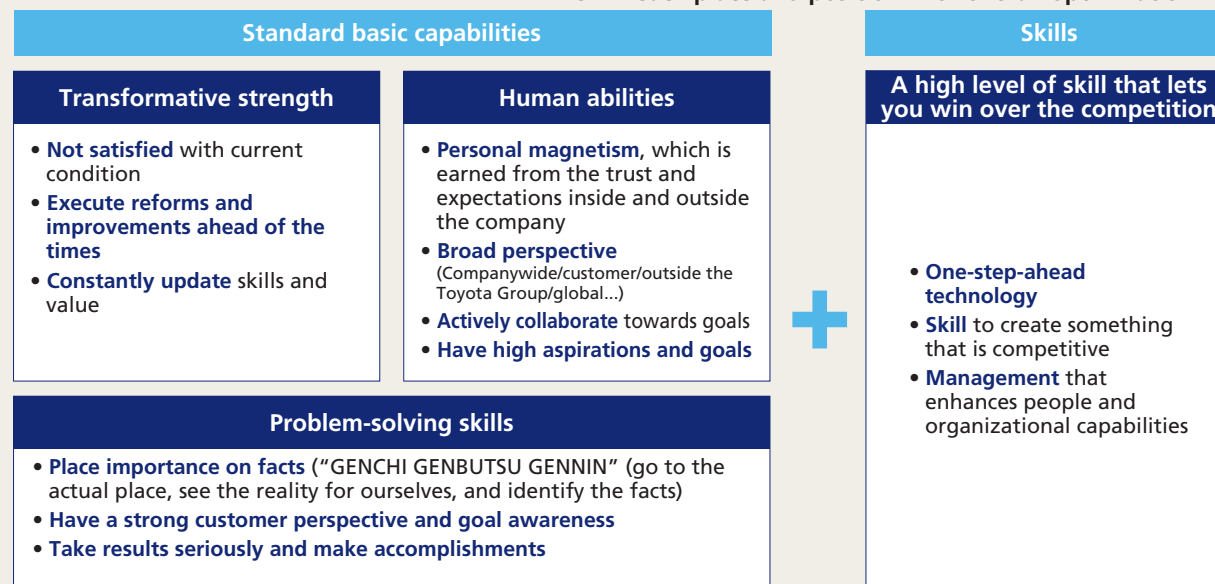 Standard basic capabilities
Transformative strength
• Not satisfied with current
condition
• Execute reforms and
improvements ahead of the
times
• Constantly update skills and
value
Human abilities
• Personal magnetism, which is
earned from the trust and
expectations inside and outside
the company
• Broad perspective
(Companywide/customer/outside the
Toyota Group/global...)
• Actively collaborate towards goals
• Have high aspirations and goals
Problem-solving skills
• Place importance on facts (“GENCHI GENBUTSU GENNIN” (go to the
actual place, see the reality for ourselves, and identify the facts)
• Have a strong customer perspective and goal awareness
• Take results seriously and make accomplishments
+
Skills
A high level of skill that lets
you win over the competition
• One-step-ahead
technology
• Skill to create something
that is competitive
• Management that
enhances people and
organizational capabilities